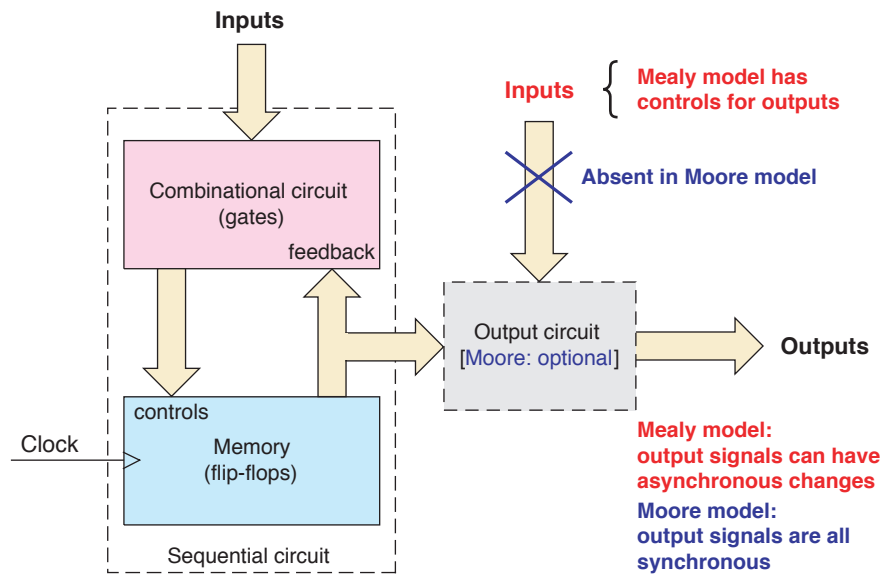 Inputs
Inputs
Mealy model has
controls for outputs
Absent in Moore model
Combinational circuit
(gates)
feedback
Output circuit
[Moore: optional]
Outputs
controls
Memory
(flip-flops)
Clock
Sequential circuit
Mealy model:
output signals can have
asynchronous changes
Moore model:
output signals are all
synchronous